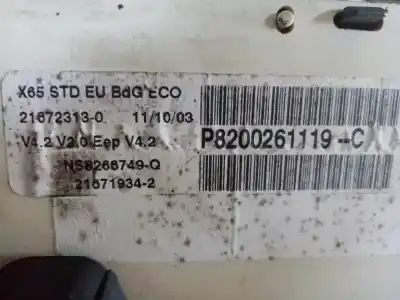 X65 STD EU BdG ECO
21672313-0 11/10/03
V4.2 V2.0 Eep V4.2
P8200261119--C
NS8266749-Q
21671934-2